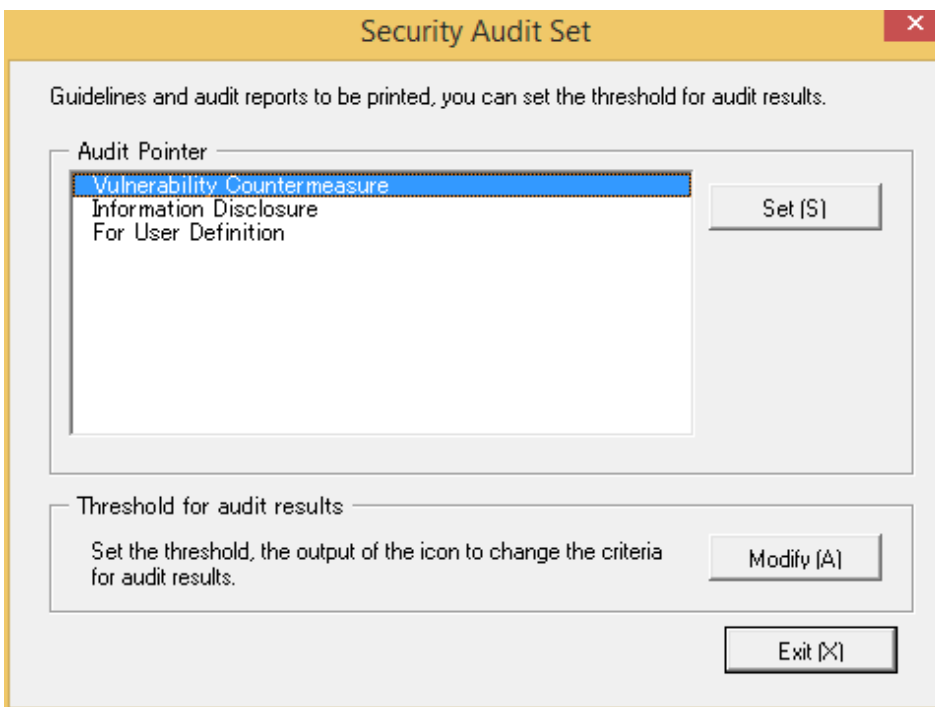 Security Audit Set
Guidelines and audit reports to be printed, you can set the threshold for audit results.
Audit Pointer
Vulnerability Countermeasure
Information Disclosure
For User Definition
Set (S)
Threshold for audit results
Set the threshold, the output of the icon to change the criteria
for audit results.
Modify (A)
Exit (X)